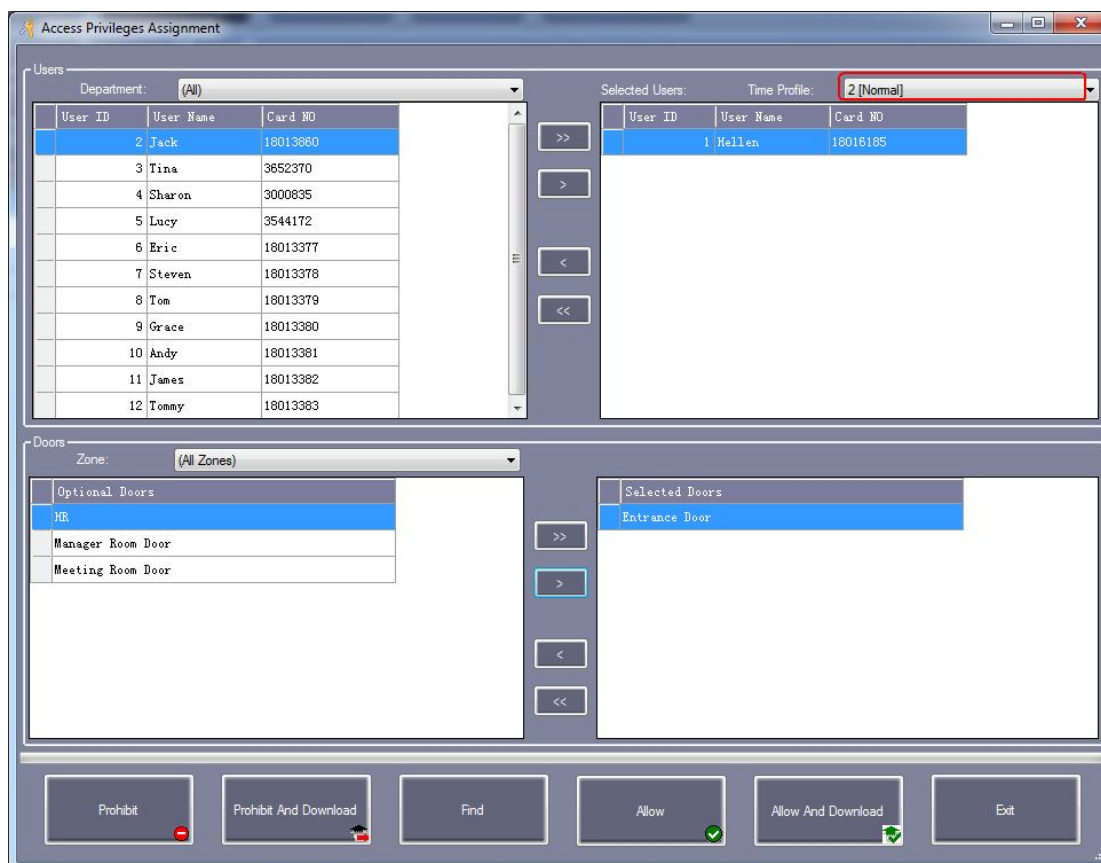 Access Privileges Assignment
Users
Department: (All)
Selected Users: Time Profile: 2 [Normal]
User ID User Name Card NO
User ID User Name Card NO
2 Jack 18013860
1 Hellen 18016185
3 Tina 3652370
4 Sharon 3000835
5 Lucy 3544172
6 Eric 18013377
7 Steven 18013378
8 Tom 18013379
9 Grace 18013380
10 Andy 18013381
11 James 18013382
12 Tommy 18013383
>>
>
<
<<
Doors
Zone: (All Zones)
Optional Doors
HR
Manager Room Door
Meeting Room Door
>>
>
<
<<
Selected Doors
Entrance Door
Prohibit
Prohibit And Download
Find
Allow
Allow And Download
Exit